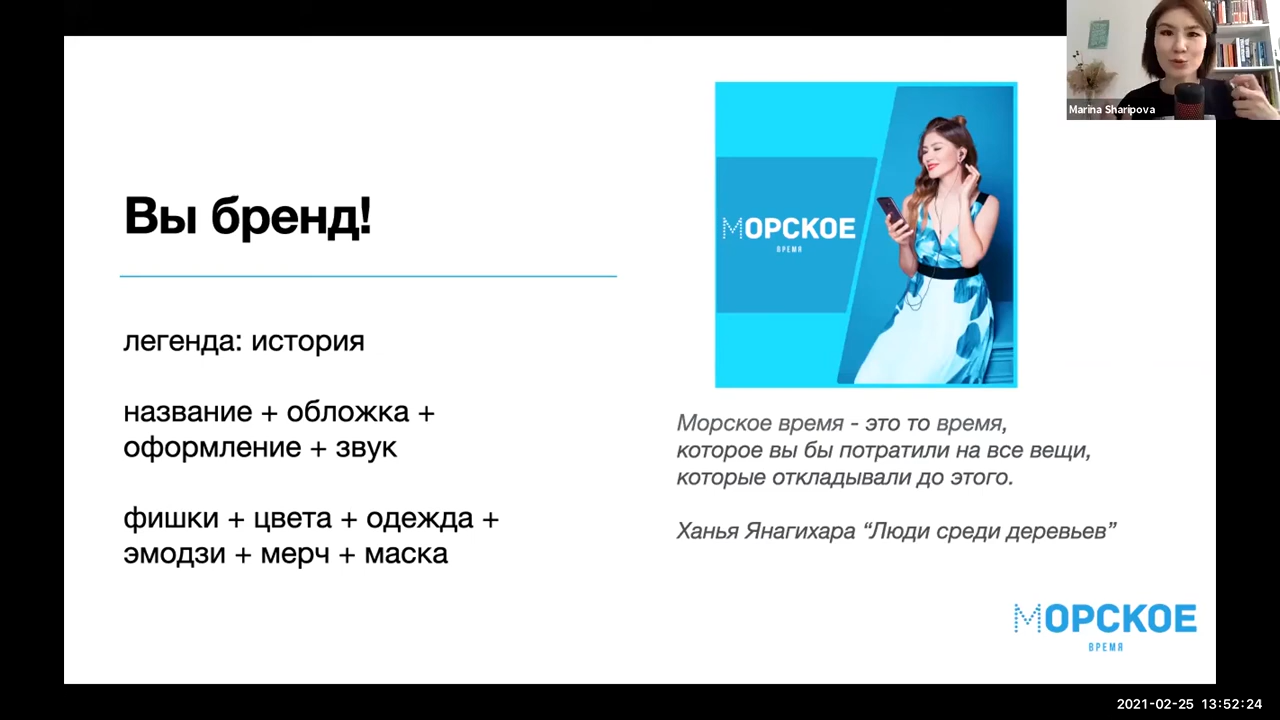 Marina Sharipova
Вы бренд!
легенда: история
название + обложка +
оформление + звук
фишки + цвета + одежда +
эмодзи + мерч + маска
МОРСКОЕ
ВРЕМЯ
Морское время - это то время,
которое вы бы потратили на все вещи,
которые откладывали до этого.
Ханья Янагихара “Люди среди деревьев”
МОРСКОЕ
ВРЕМЯ
2021-02-25 13:52:24